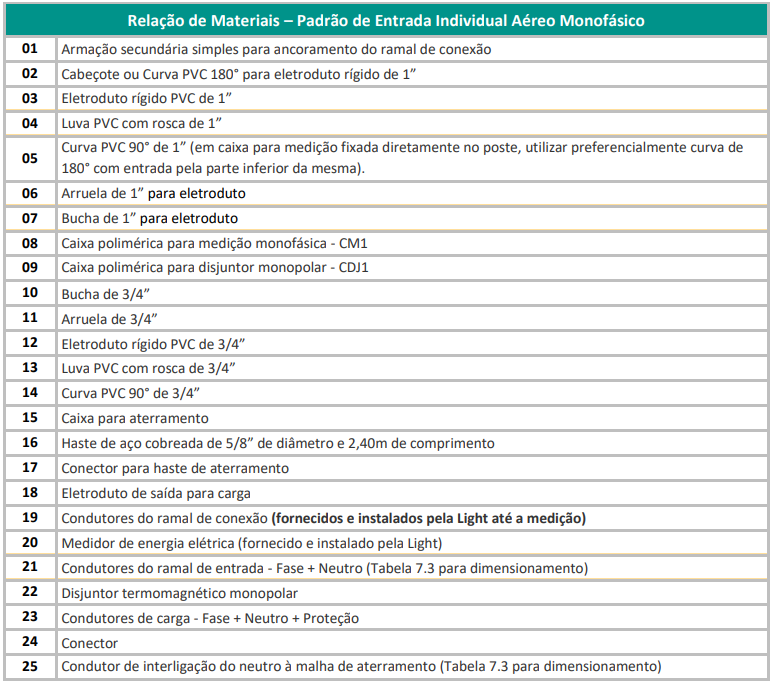 Relação de Materiais – Padrão de Entrada Individual Aéreo Monofásico
01 Armação secundária simples para ancoramento do ramal de conexão
02 Cabeçote ou Curva PVC 180° para eletroduto rígido de 1”
03 Eletroduto rígido PVC de 1”
04 Luva PVC com rosca de 1”
05 Curva PVC 90° de 1” (em caixa para medição fixada diretamente no poste, utilizar preferencialmente curva de
180° com entrada pela parte inferior da mesma).
06 Arruela de 1” para eletroduto
07 Bucha de 1” para eletroduto
08 Caixa polimérica para medição monofásica - CM1
09 Caixa polimérica para disjuntor monopolar - CDJ1
10 Bucha de 3/4”
11 Arruela de 3/4”
12 Eletroduto rígido PVC de 3/4”
13 Luva PVC com rosca de 3/4”
14 Curva PVC 90° de 3/4”
15 Caixa para aterramento
16 Haste de aço cobreada de 5/8” de diâmetro e 2,40m de comprimento
17 Conector para haste de aterramento
18 Eletroduto de saída para carga
19 Condutores do ramal de conexão (fornecidos e instalados pela Light até a medição)
20 Medidor de energia elétrica (fornecido e instalado pela Light)
21 Condutores do ramal de entrada - Fase + Neutro (Tabela 7.3 para dimensionamento)
22 Disjuntor termomagnético monopolar
23 Condutores de carga - Fase + Neutro + Proteção
24 Conector
25 Condutor de interligação do neutro à malha de aterramento (Tabela 7.3 para dimensionamento)